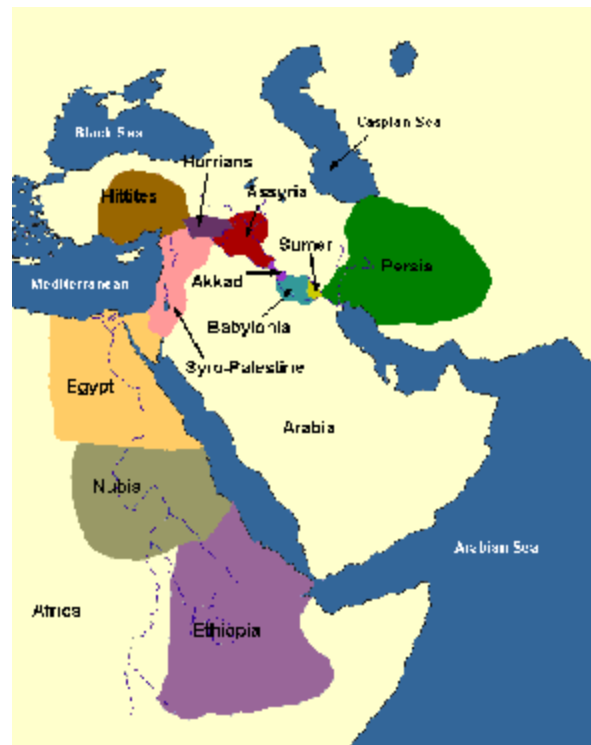 Caspian Sea
Black Sea
Hurrians
Assyria
Hittites
Sumer
Persia
Akkad
Mediterranean
Babylonia
Syro-Palestine
Egypt
Arabia
Nubia
Arabian Sea
Africa
Ethiopia